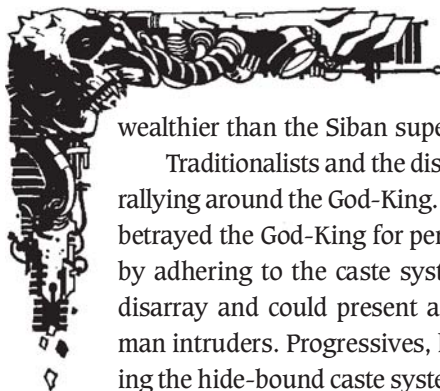 wealthier than the Siban supe
Traditionalists and the dis
rallying around the God-King.
betrayed the God-King for per
by adhering to the caste syst
disarray and could present a
man intruders. Progressives, l
ing the hide-bound caste syste